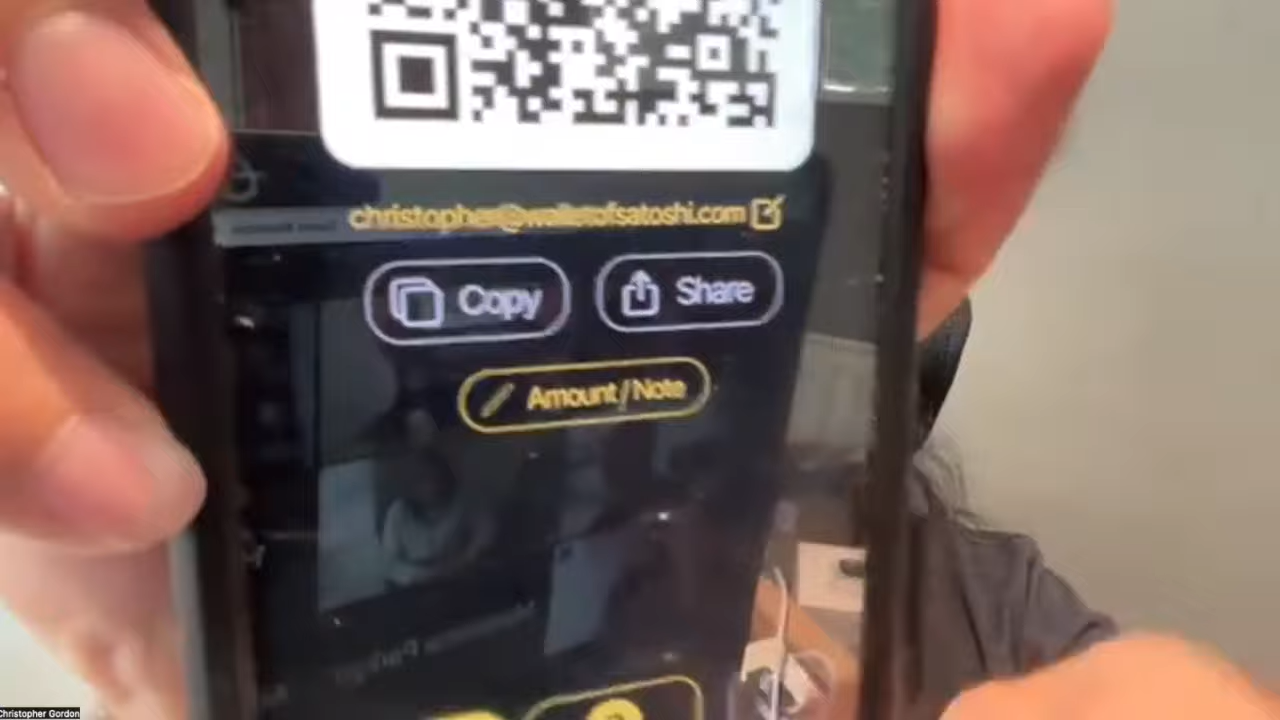 christopher@walletofsatoshi.com
Copy
Share
Amount / Note
Christopher Gordon